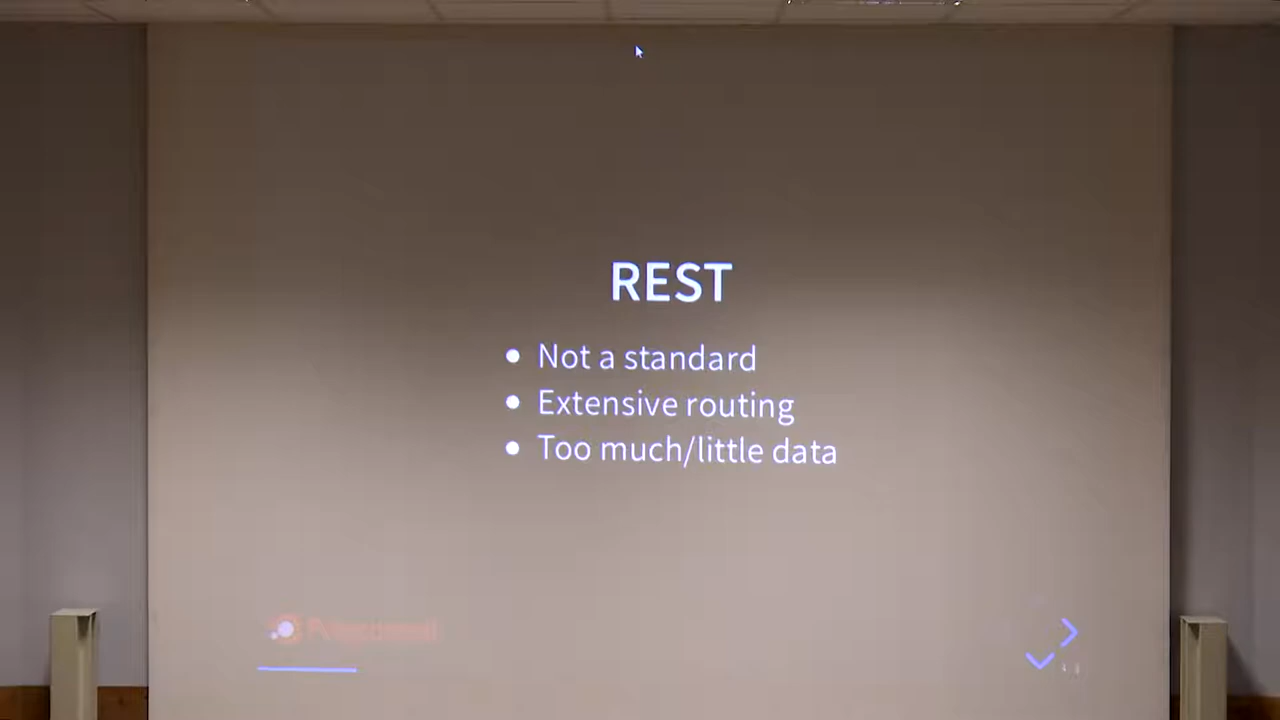 REST
Not a standard
Extensive routing
Too much/little data